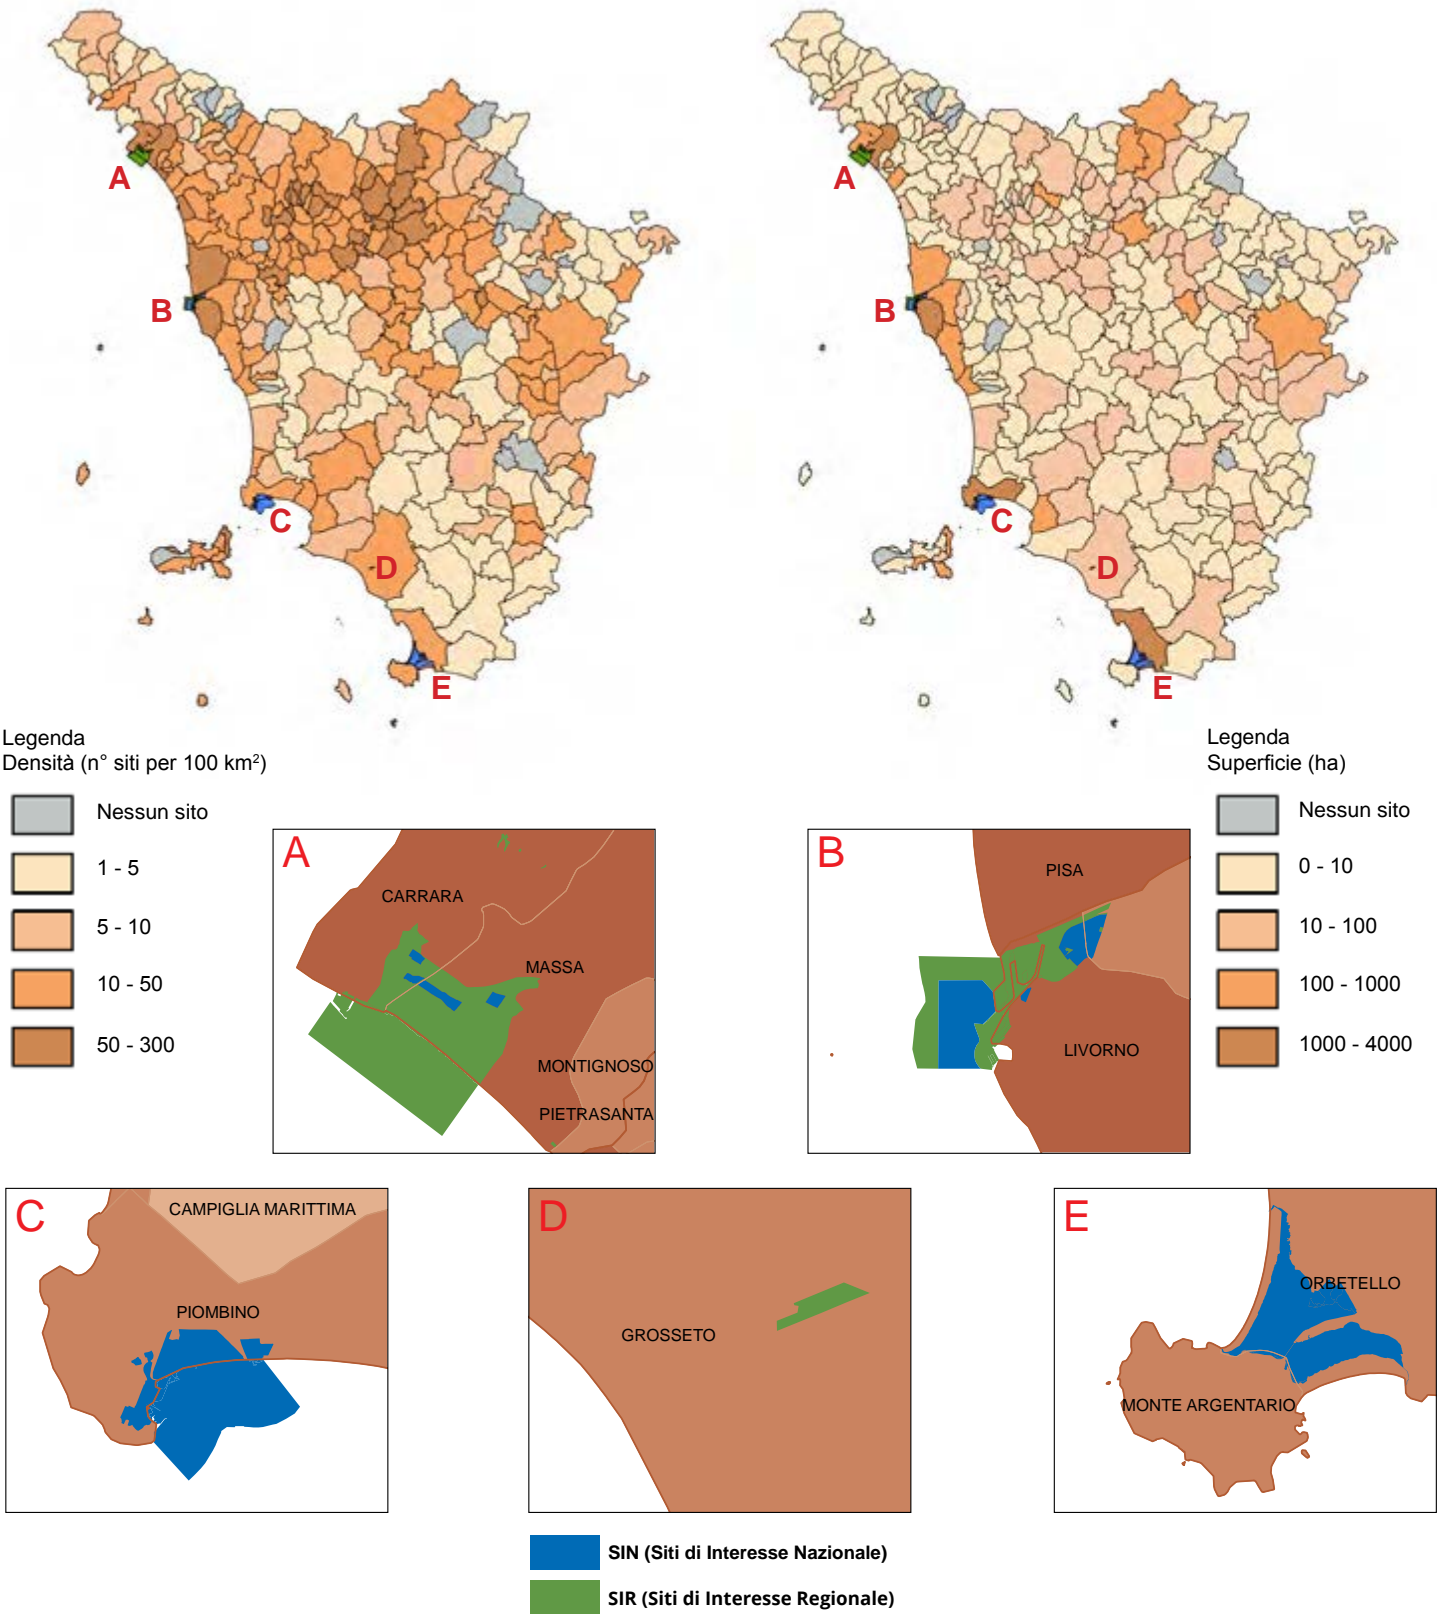 A
B
C
D
E
A
B
C
D
E
Legenda
Densità (n° siti per 100 km²)
Nessun sito
1 - 5
5 - 10
10 - 50
50 - 300
Legenda
Superficie (ha)
Nessun sito
0 - 10
10 - 100
100 - 1000
1000 - 4000
A
CARRARA
MASSA
MONTIGNOSO
PIETRASANTA
B
PISA
LIVORNO
C
CAMPIGLIA MARITTIMA
PIOMBINO
D
GROSSETO
E
ORBETELLO
MONTE ARGENTARIO
SIN (Siti di Interesse Nazionale)
SIR (Siti di Interesse Regionale)